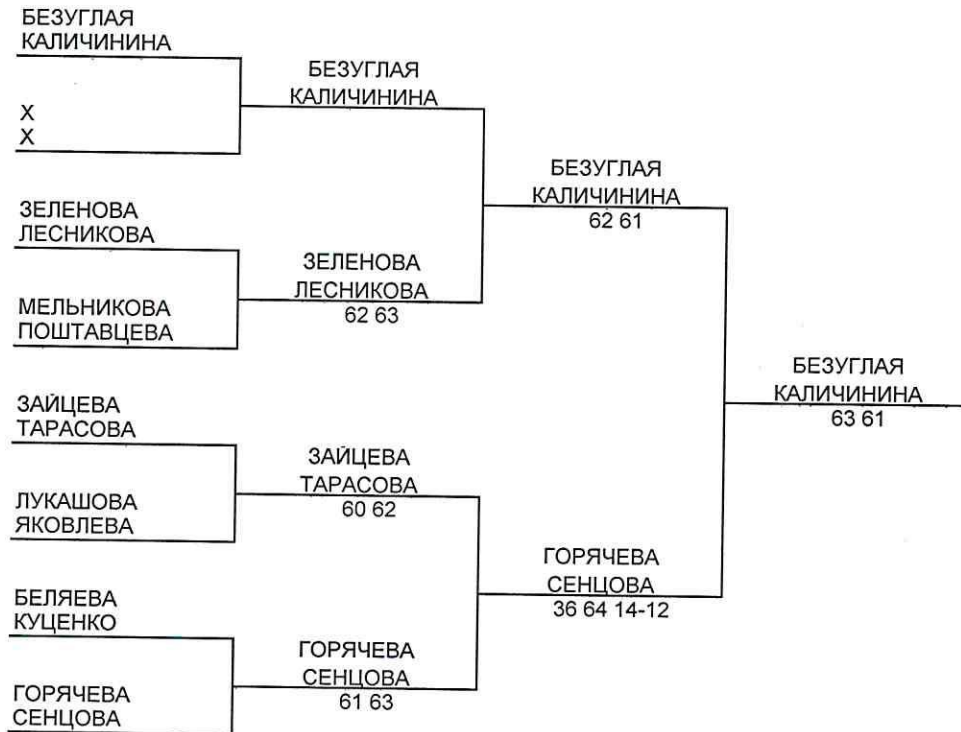 БЕЗУГЛАЯ
КАЛИЧИНИНА
X
X
ЗЕЛЕНОВА
ЛЕСНИКОВА
МЕЛЬНИКОВА
ПОШТАВЦЕВА
ЗАЙЦЕВА
ТАРАСОВА
ЛУКАШОВА
ЯКОВЛЕВА
БЕЛЯЕВА
КУЦЕНКО
ГОРЯЧЕВА
СЕНЦОВА
БЕЗУГЛАЯ
КАЛИЧИНИНА
ЗЕЛЕНОВА
ЛЕСНИКОВА
62 63
ЗАЙЦЕВА
ТАРАСОВА
60 62
ГОРЯЧЕВА
СЕНЦОВА
61 63
БЕЗУГЛАЯ
КАЛИЧИНИНА
62 61
ГОРЯЧЕВА
СЕНЦОВА
36 64 14-12
БЕЗУГЛАЯ
КАЛИЧИНИНА
63 61